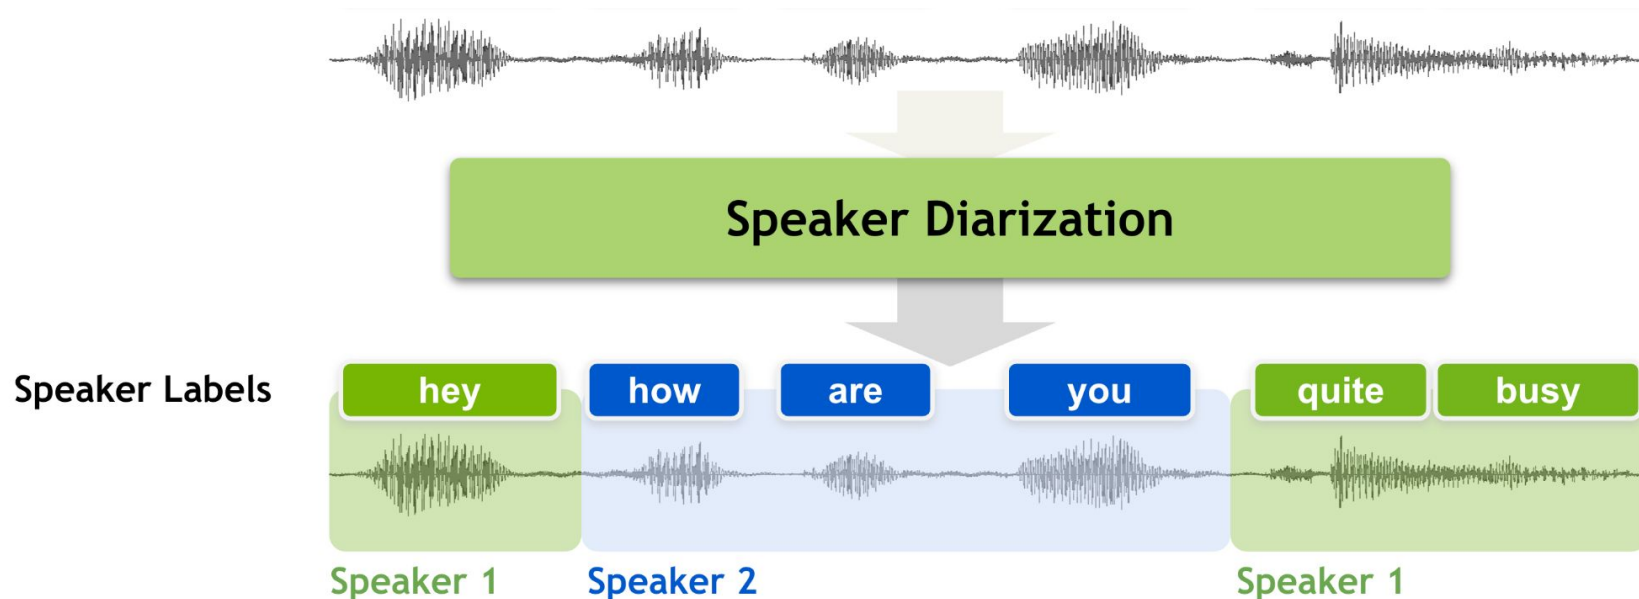 Speaker Diarization
Speaker Labels
hey how are you quite busy
Speaker 1 Speaker 2 Speaker 1